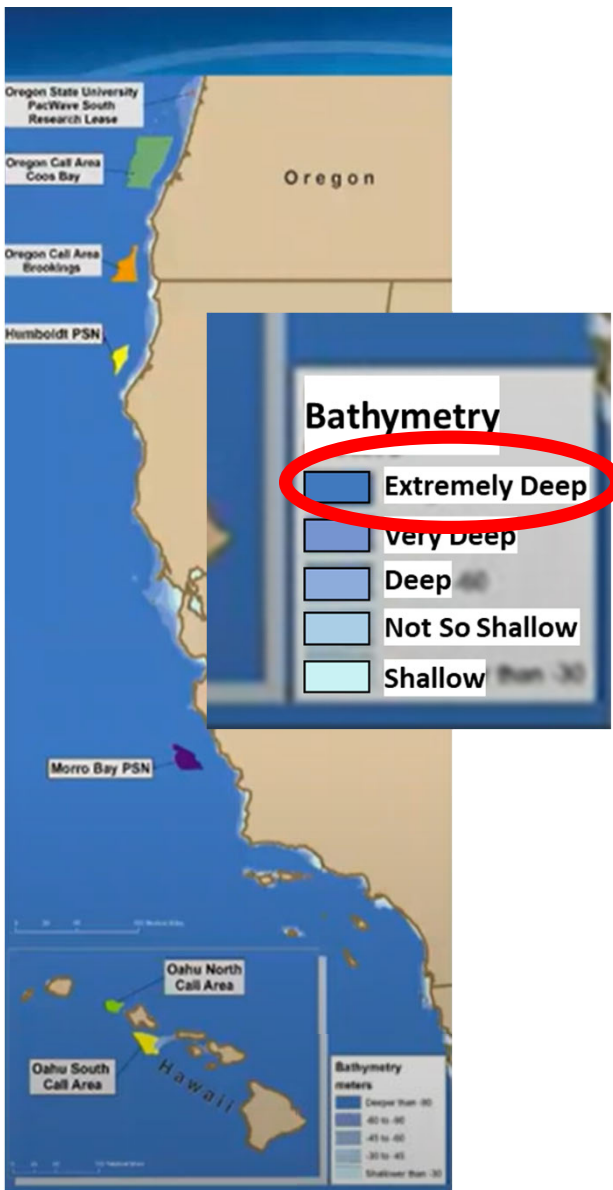 Oregon State University
PacWave South
Research Lease
Oregon
Oregon Call Area
Coos Bay
Oregon Call Area
Brookings
Humboldt PSN
Bathymetry
Extremely Deep
Very Deep
Deep -60
Not So Shallow
Shallow than -30
Morro Bay PSN
Oahu North
Call Area
Oahu South
Call Area
Hawaii
Bathymetry
meters
Deeper than -90
-60 to -90
-45 to -60
-30 to -45
Shallower than -30